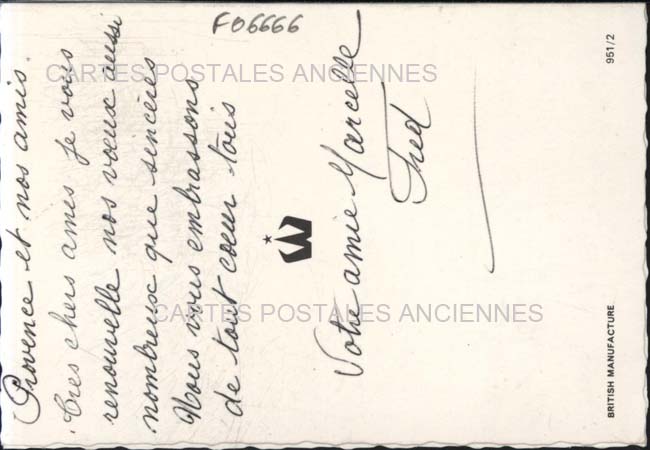 F06666
Provence et nos amis.
Très chers amis je vous
renouvelle nos vœux aussi
nombreux que sincères
Nous vous embrassons
de tout coeur tous
Votre amie Marcelle
Fred
951/2
BRITISH MANUFACTURE
CARTES POSTALES ANCIENNES
CARTES POSTALES ANCIENNES